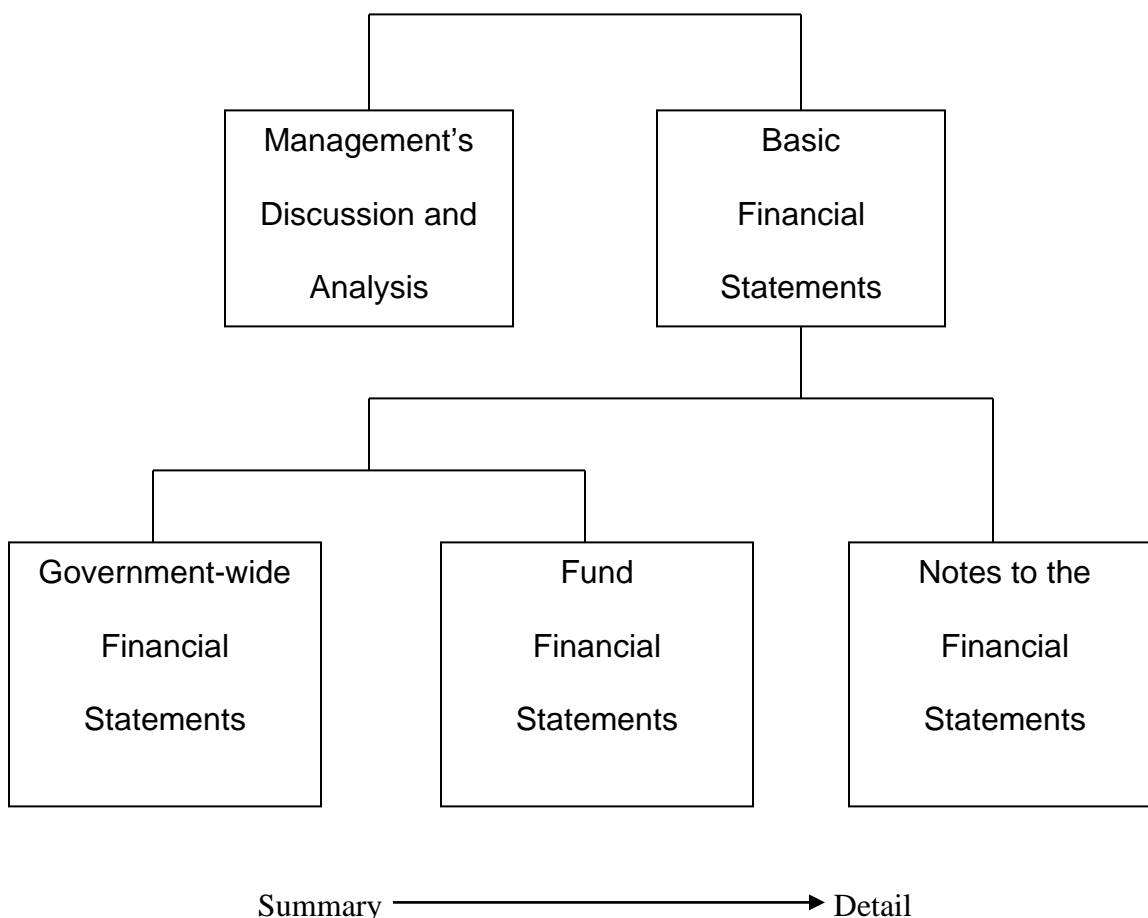 Management’s
Discussion and
Analysis
Basic
Financial
Statements
Government-wide
Financial
Statements
Fund
Financial
Statements
Notes to the
Financial
Statements
Summary Detail